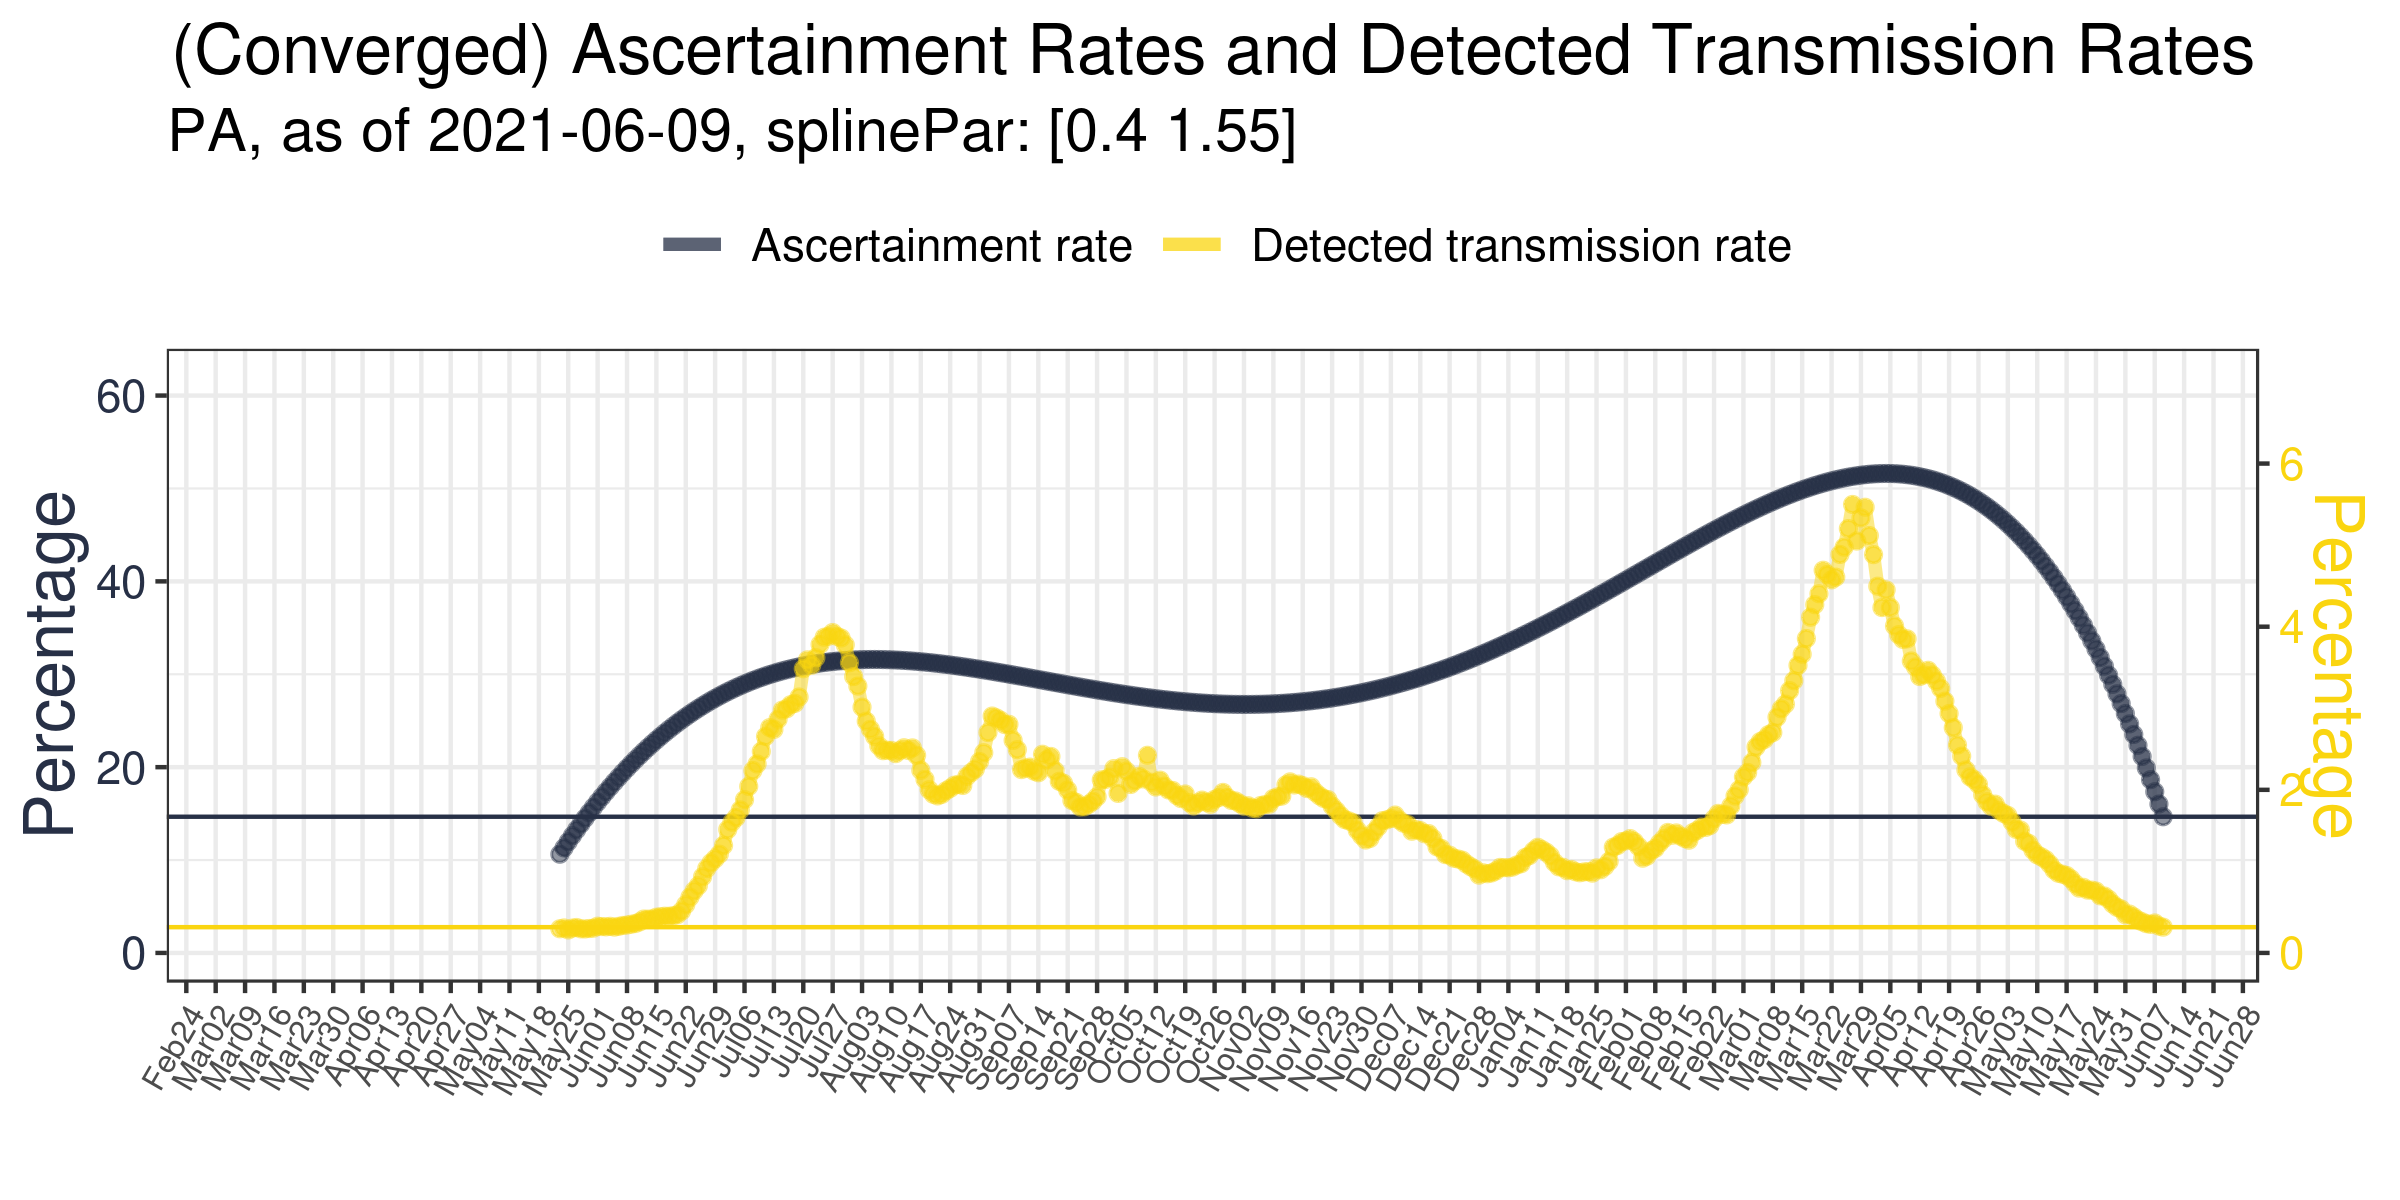 (Converged) Ascertainment Rates and Detected Transmission Rates
PA, as of 2021-06-09, splinePar: [0.4 1.55]
Ascertainment rate Detected transmission rate
Percentage
60
40
20
0
6
4
2
0
Percentage
Feb24 Mar02 Mar09 Mar16 Mar23 Mar30 Apr06 Apr13 Apr20 Apr27 May04 May11 May18 May25 Jun01 Jun08 Jun15 Jun22 Jun29 Jul06 Jul13 Jul20 Jul27 Aug03 Aug10 Aug17 Aug24 Aug31 Sep07 Sep14 Sep21 Sep28 Oct05 Oct12 Oct19 Oct26 Nov02 Nov09 Nov16 Nov23 Nov30 Dec07 Dec14 Dec21 Dec28 Jan04 Jan11 Jan18 Jan25 Feb01 Feb08 Feb15 Feb22 Mar01 Mar08 Mar15 Mar22 Mar29 Apr05 Apr12 Apr19 Apr26 May03 May10 May17 May24 May31 Jun07 Jun14 Jun21 Jun28